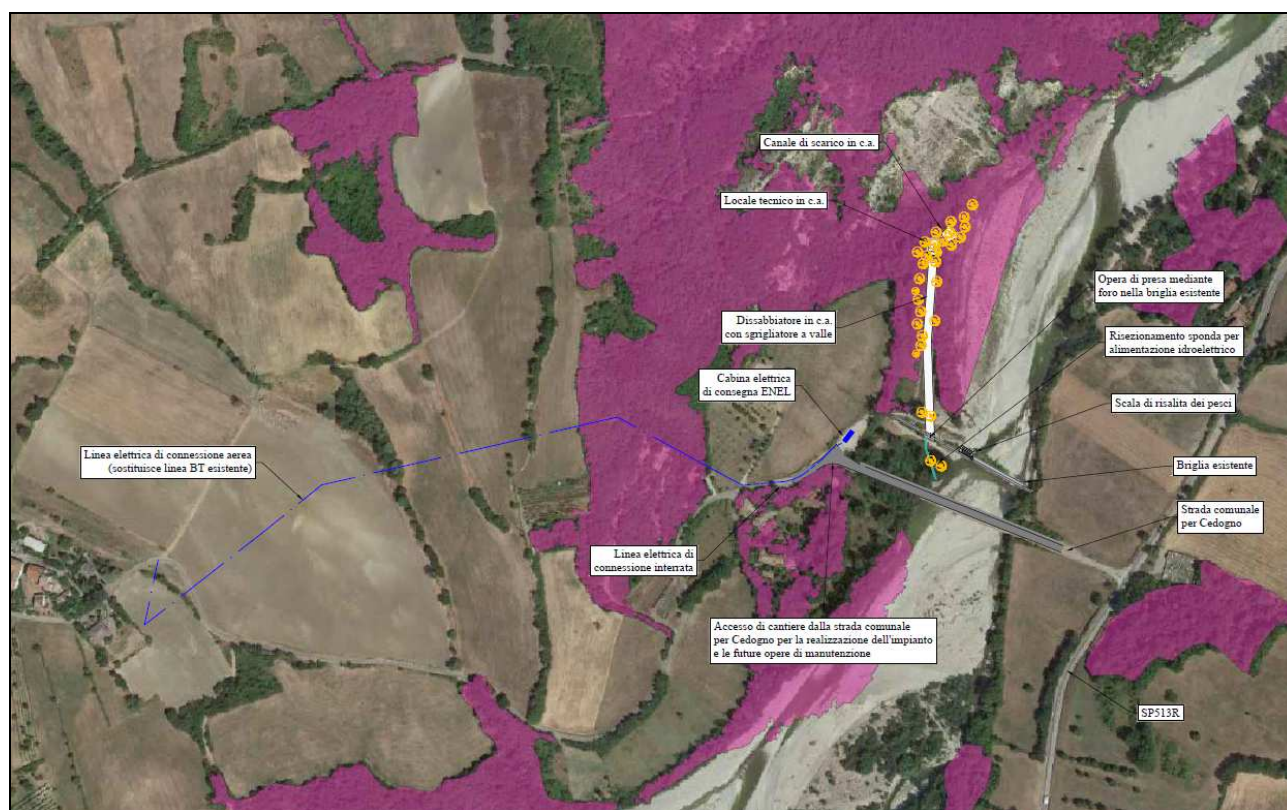 Canale di scarico in c.a.
Locale tecnico in c.a.
Opera di presa mediante
foro nella briglia esistente
Dissabbiatore in c.a.
con sgrigliatore a valle
Risezionamento sponda per
alimentazione idroelettrico
Cabina elettrica
di consegna ENEL
Scala di risalita dei pesci
Linea elettrica di connessione aerea
(sostituisce linea BT esistente)
Briglia esistente
Strada comunale
per Cedogno
Linea elettrica di
connessione interrata
Accesso di cantiere dalla strada comunale
per Cedogno per la realizzazione dell'impianto
e le future opere di manutenzione
SP513R